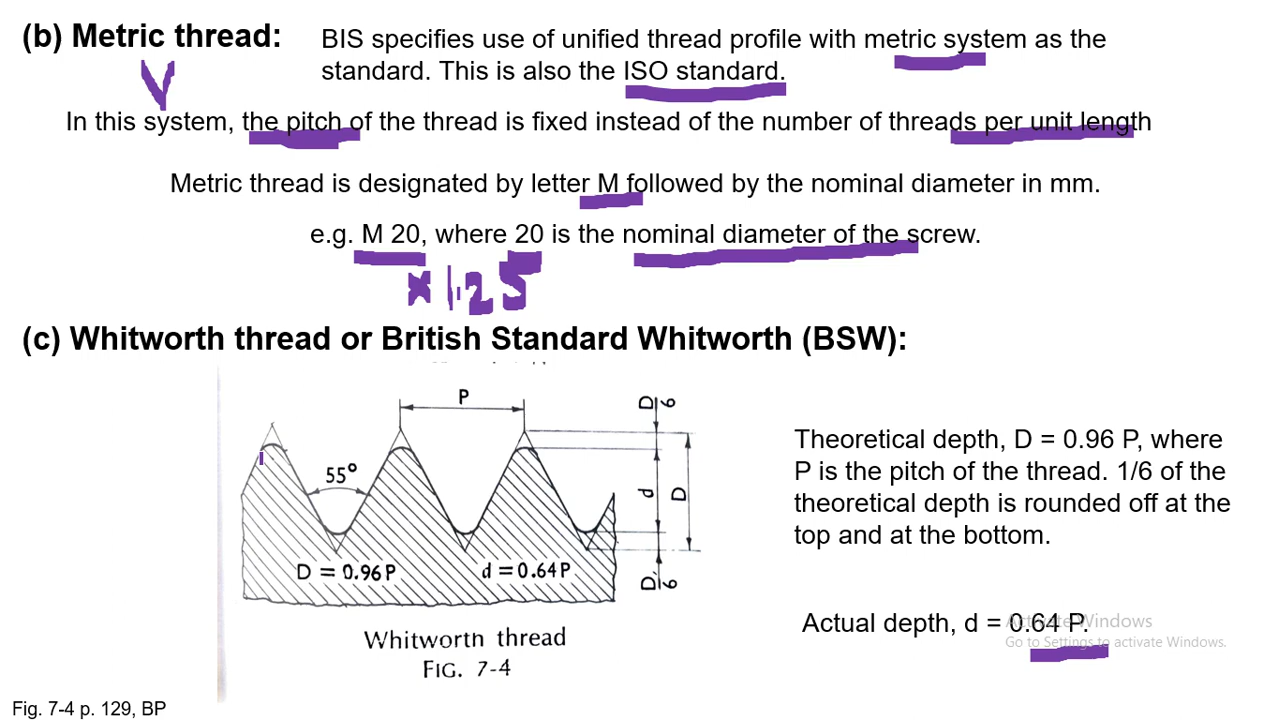 (b) Metric thread:
BIS specifies use of unified thread profile with metric system as the
standard. This is also the ISO standard.
In this system, the pitch of the thread is fixed instead of the number of threads per unit length
Metric thread is designated by letter M followed by the nominal diameter in mm.
e.g. M 20, where 20 is the nominal diameter of the screw.
× 1.25
(c) Whitworth thread or British Standard Whitworth (BSW):
P
D/6
55°
d
D
D = 0.96 P
d = 0.64 P
D/6
Whitworth thread
FIG. 7-4
Theoretical depth, D = 0.96 P, where
P is the pitch of the thread. 1/6 of the
theoretical depth is rounded off at the
top and at the bottom.
Actual depth, d = 0.64 P.
Activate Windows
Go to Settings to activate Windows.
Fig. 7-4 p. 129, BP